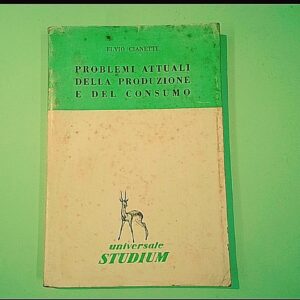 ELVIO CIANETTI
PROBLEMI ATTUALI
DELLA PRODUZIONE
E DEL CONSUMO
universale
STUDIUM